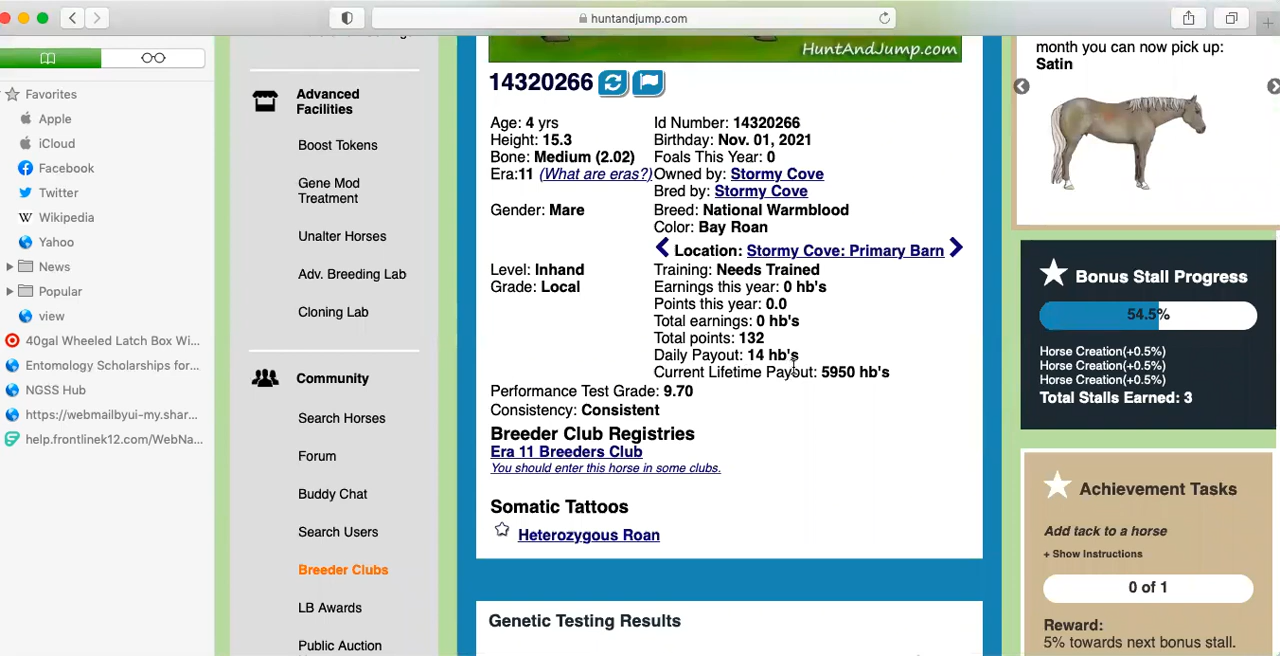 huntandjump.com
Favorites
Apple
iCloud
Facebook
Twitter
Wikipedia
Yahoo
News
Popular
view
40gal Wheeled Latch Box Wi...
Entomology Scholarships for...
NGSS Hub
https://webmailbyui-my.shar...
help.frontlinek12.com/WebNa...
Advanced
Facilities
Boost Tokens
Gene Mod
Treatment
Unalter Horses
Adv. Breeding Lab
Cloning Lab
Community
Search Horses
Forum
Buddy Chat
Search Users
Breeder Clubs
LB Awards
Public Auction
HuntAndJump.com
14320266
Age: 4 yrs
Height: 15.3
Bone: Medium (2.02)
Era:11 (What are eras?)
Gender: Mare
Level: Inhand
Grade: Local
Id Number: 14320266
Birthday: Nov. 01, 2021
Foals This Year: 0
Owned by: Stormy Cove
Bred by: Stormy Cove
Breed: National Warmblood
Color: Bay Roan
Location: Stormy Cove: Primary Barn
Training: Needs Trained
Earnings this year: 0 hb's
Points this year: 0.0
Total earnings: 0 hb's
Total points: 132
Daily Payout: 14 hb's
Current Lifetime Payout: 5950 hb's
Performance Test Grade: 9.70
Consistency: Consistent
Breeder Club Registries
Era 11 Breeders Club
You should enter this horse in some clubs.
Somatic Tattoos
Heterozygous Roan
Genetic Testing Results
month you can now pick up:
Satin
Bonus Stall Progress
54.5%
Horse Creation(+0.5%)
Horse Creation(+0.5%)
Horse Creation(+0.5%)
Total Stalls Earned: 3
Achievement Tasks
Add tack to a horse
+ Show Instructions
0 of 1
Reward:
5% towards next bonus stall.